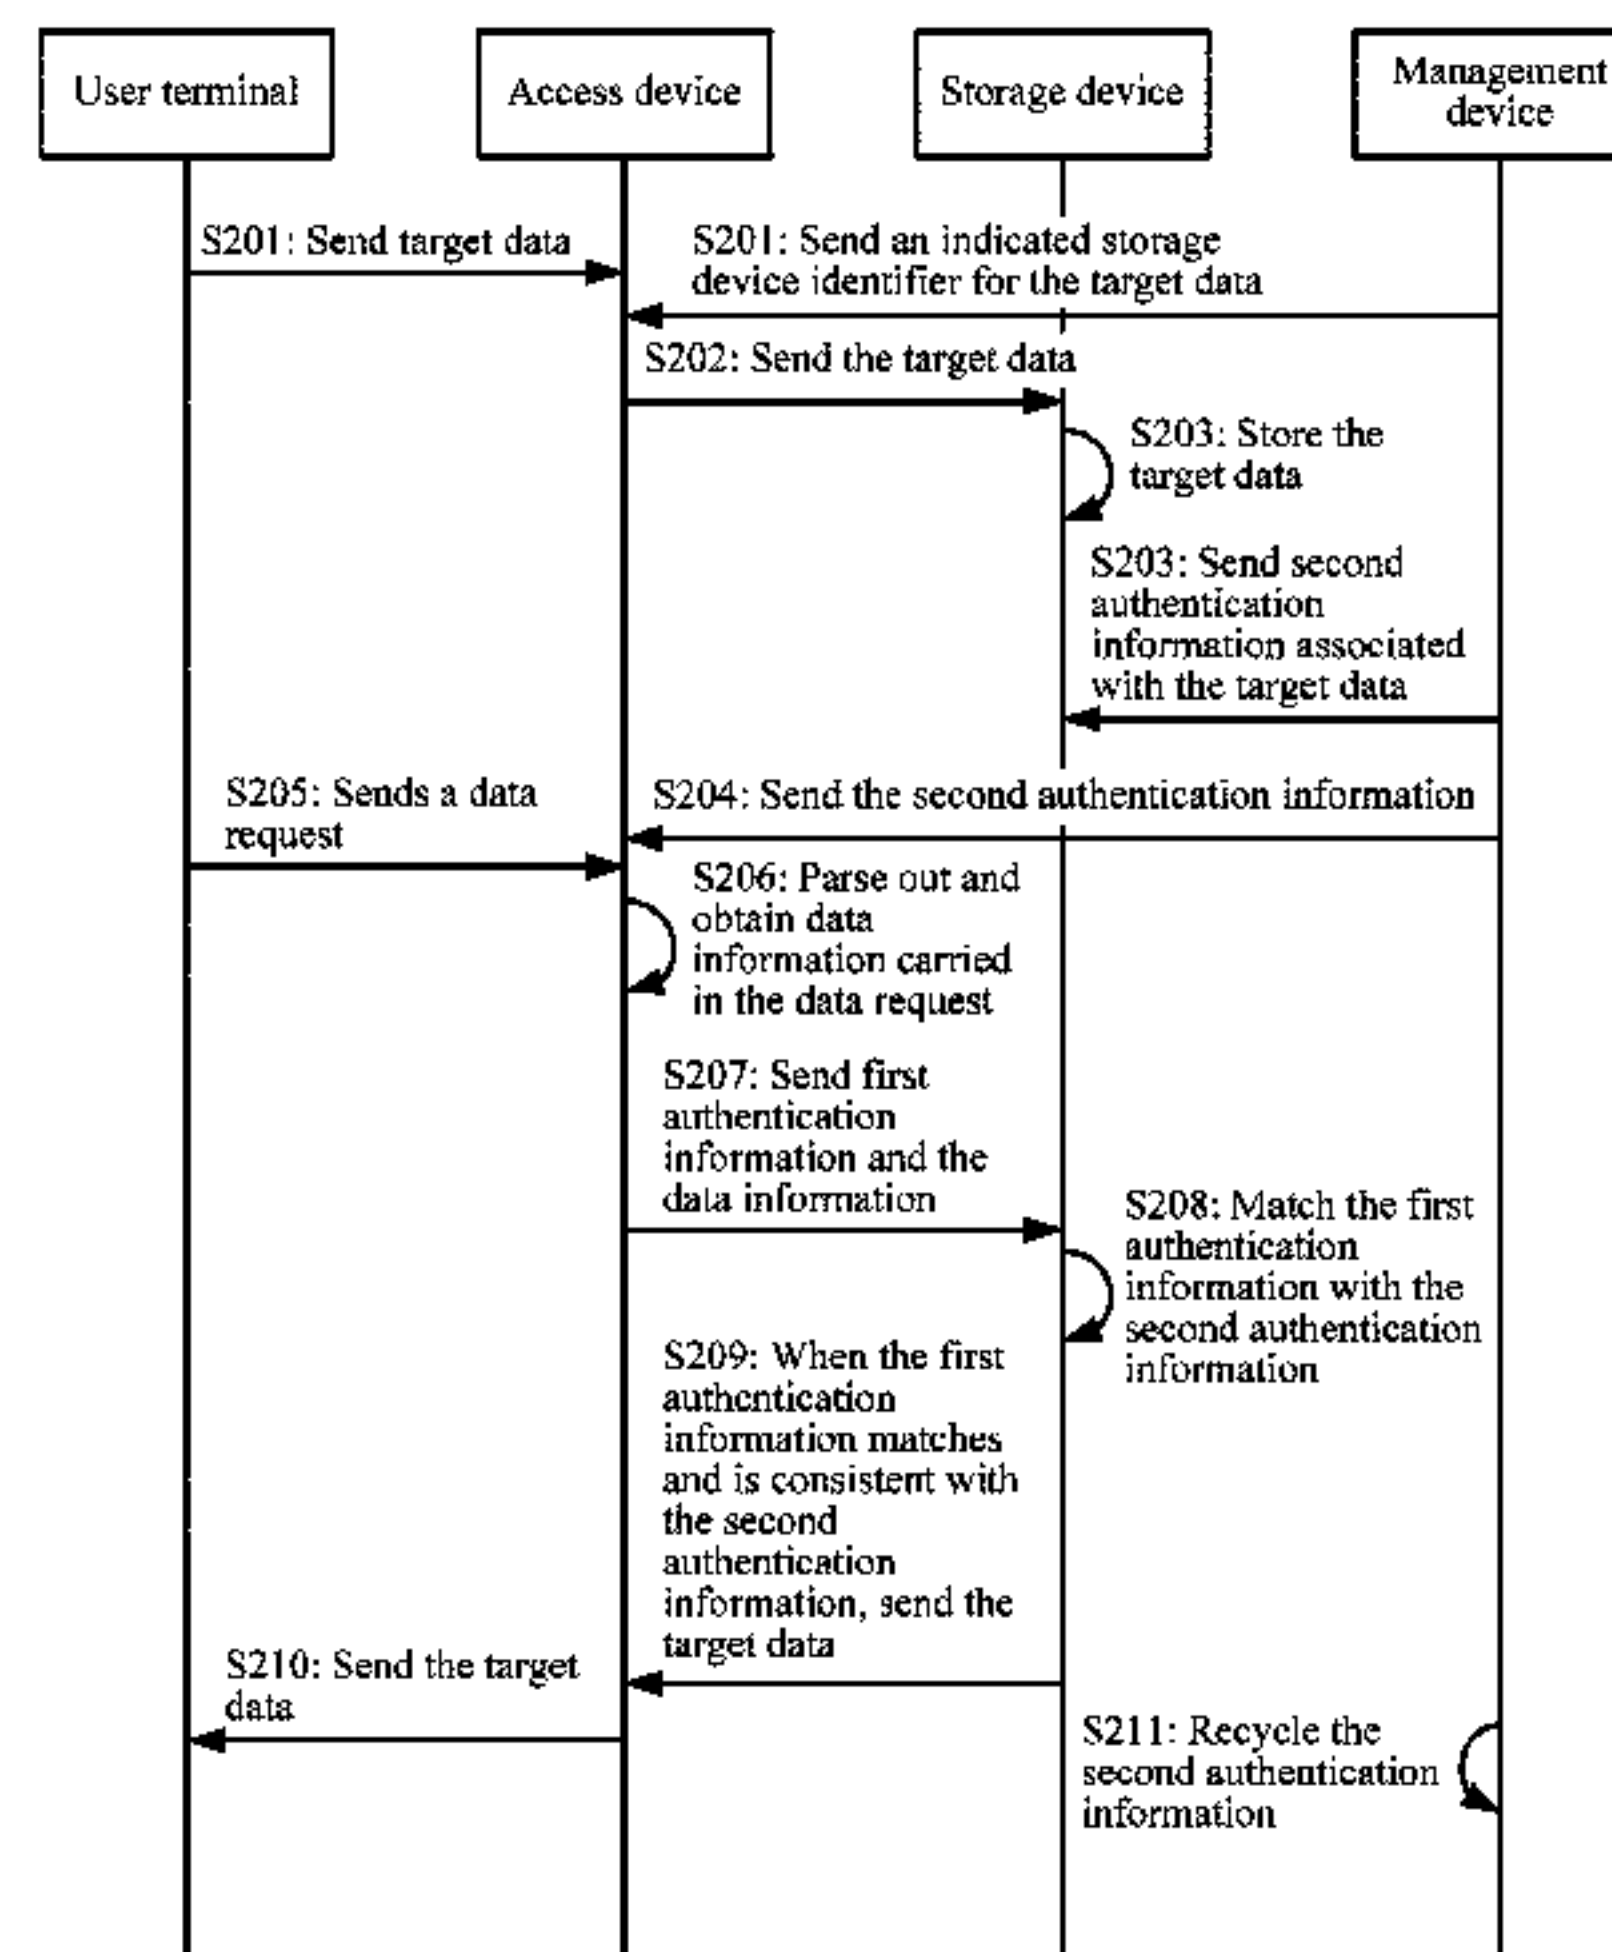 User terminal
Access device
Storage device
Management
device
S201: Send target data
S201: Send an indicated storage
device identifier for the target data
S202: Send the target data
S203: Store the
target data
S203: Send second
authentication
information associated
with the target data
S205: Sends a data
request
S204: Send the second authentication information
S206: Parse out and
obtain data
information carried
in the data request
S207: Send first
authentication
information and the
data information
S208: Match the first
authentication
information with the
second authentication
information
S209: When the first
authentication
information matches
and is consistent with
the second
authentication
information, send the
target data
S210: Send the target
data
S211: Recycle the
second authentication
information